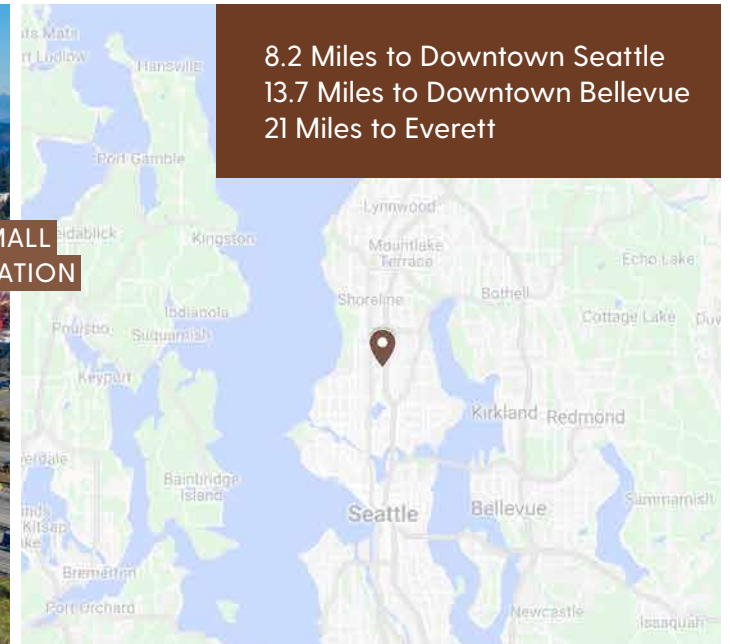 8.2 Miles to Downtown Seattle
13.7 Miles to Downtown Bellevue
21 Miles to Everett
Hansville
Port Gamble
Lynnwood
Kingston
Mountlake
Terrace
Echo Lake
Shoreline
Bothell
Indianola
Cottage Lake
Poulsbo
Suquamish
Keyport
Kirkland
Redmond
Bainbridge
Island
Seattle
Bellevue
Sammamish
Bremerton
Port Orchard
Newcastle
Issaquah